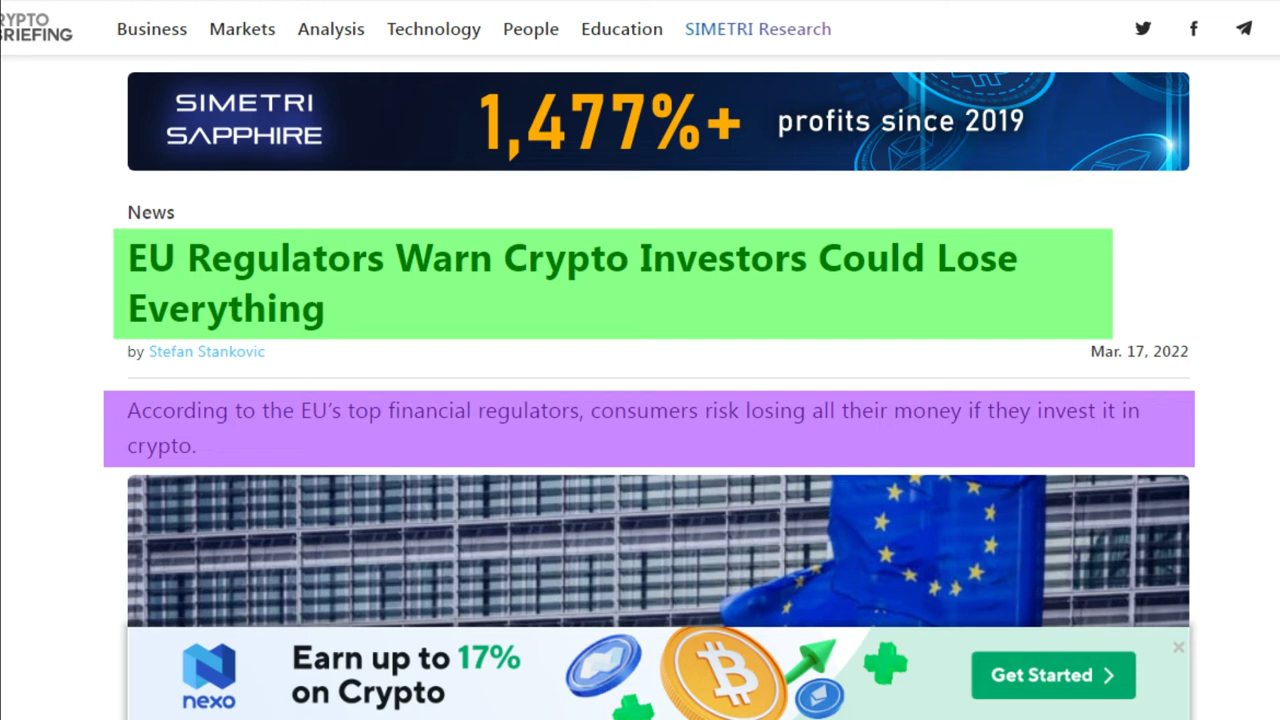 RYPTO
BRIEFING
Business Markets Analysis Technology People Education SIMETRI Research
SIMETRI
SAPPHIRE
1,477%+ profits since 2019
News
EU Regulators Warn Crypto Investors Could Lose
Everything
by Stefan Stankovic
Mar. 17, 2022
According to the EU’s top financial regulators, consumers risk losing all their money if they invest it in
crypto.
nexo
Earn up to 17%
on Crypto
Get Started